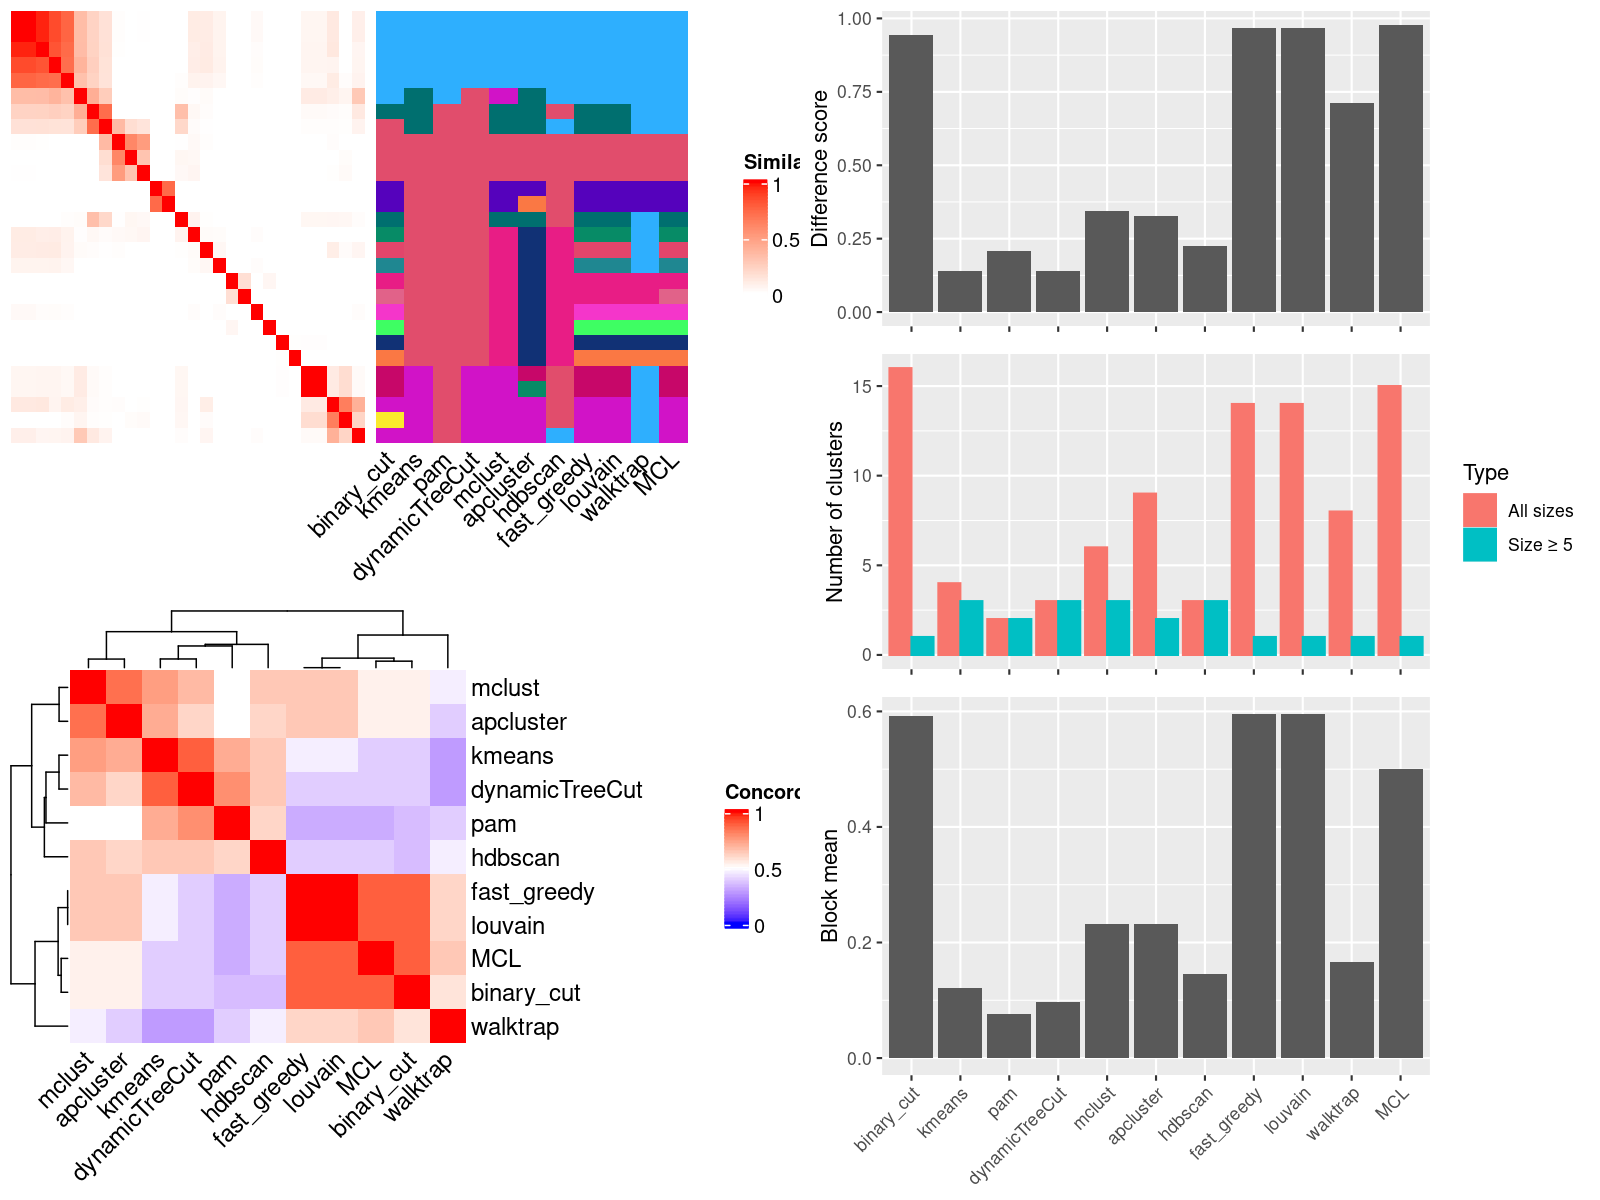 Simila
1
0.5
0
binary_cut
kmeans
pam
dynamicTreeCut
mclust
apcluster
hdbscan
fast_greedy
louvain
walktrap
MCL
mclust
apcluster
kmeans
dynamicTreeCut
pam
hdbscan
fast_greedy
louvain
MCL
binary_cut
walktrap
mclust
apcluster
kmeans
dynamicTreeCut
pam
hdbscan
fast_greedy
louvain
MCL
binary_cut
walktrap
Concord
1
0.5
0
Difference score
1.00
0.75
0.50
0.25
0.00
Number of clusters
15
10
5
0
Type
All sizes
Size ≥ 5
Block mean
0.6
0.4
0.2
0.0
binary_cut
kmeans
pam
dynamicTreeCut
mclust
apcluster
hdbscan
fast_greedy
louvain
walktrap
MCL